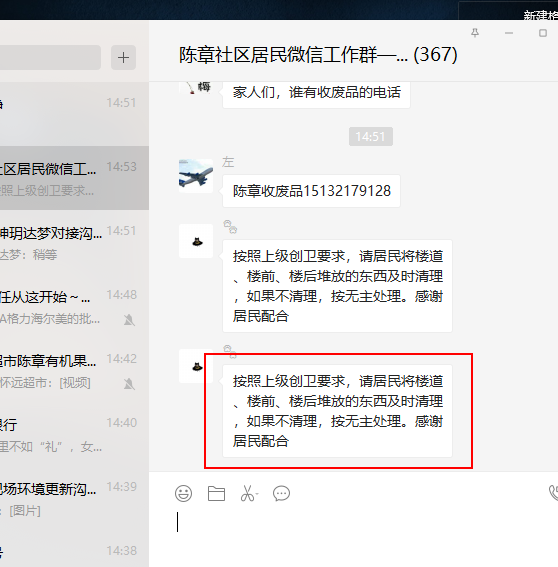 新建格
14:51
陈章社区居民微信工作群—... (367)
家人们，谁有收废品的电话
14:51
社区居民微信工... 14:53
按照上级创卫要求...
左
陈章收废品15132179128
坤玥达梦对接沟... 14:51
达梦：稍等
按照上级创卫要求，请居民将楼道
、楼前、楼后堆放的东西及时清理
，如果不清理，按无主处理。感谢
居民配合
任从这开始～... 14:48
A格力海尔美的批...
超市陈章有机果... 14:42
怀远超市：[视频]
按照上级创卫要求，请居民将楼道
、楼前、楼后堆放的东西及时清理
，如果不清理，按无主处理。感谢
居民配合
银行 14:40
里不如“礼”，女...
现场环境更新沟... 14:39
：[图片]
14:38